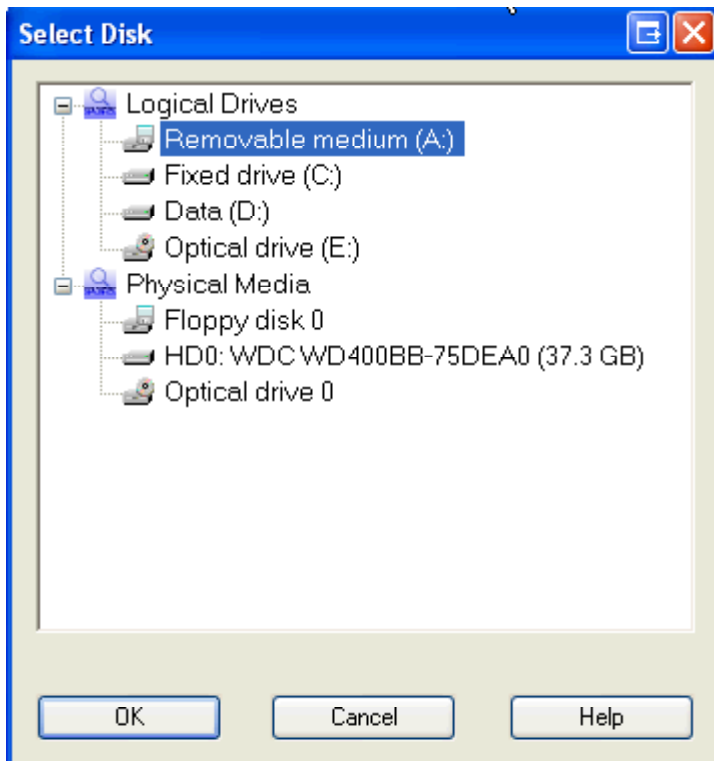 Select Disk
Logical Drives
Removable medium (A:)
Fixed drive (C:)
Data (D:)
Optical drive (E:)
Physical Media
Floppy disk 0
HD0: WDC WD400BB-75DEA0 (37.3 GB)
Optical drive 0
OK Cancel Help